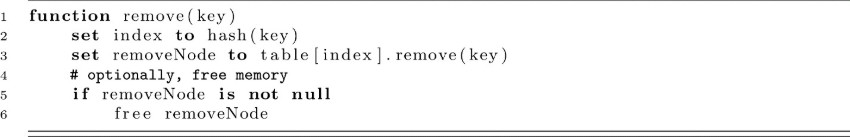 1 function remove(key)
2 set index to hash(key)
3 set removeNode to table[index].remove(key)
4 # optionally, free memory
5 if removeNode is not null
6 free removeNode